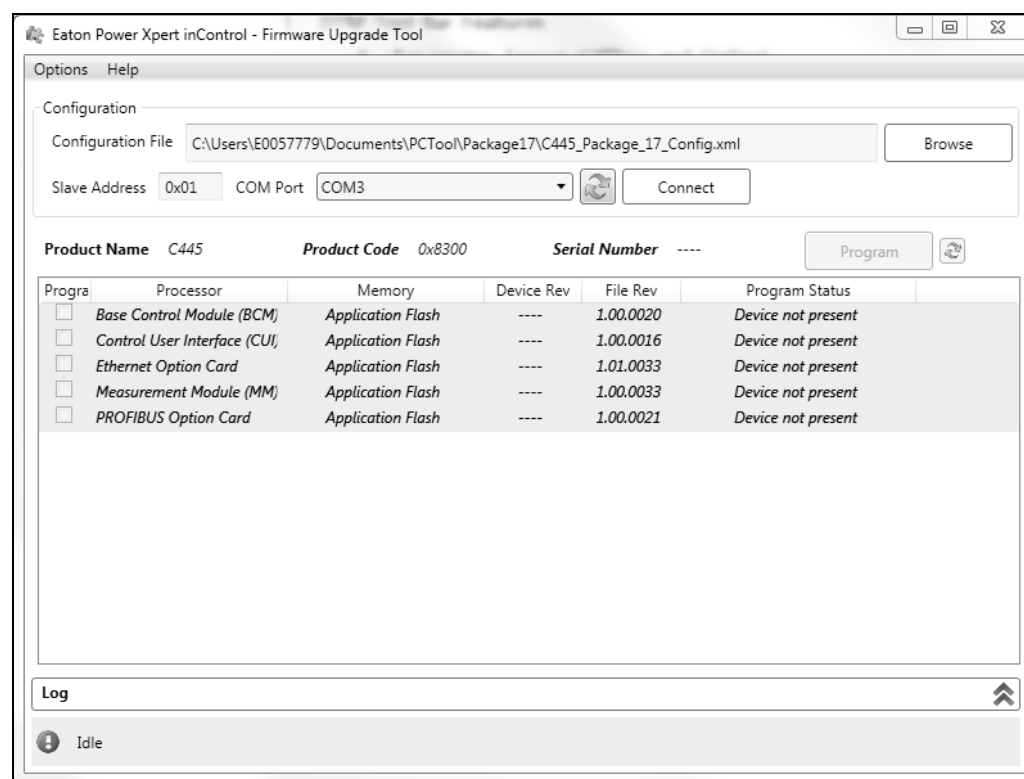 Eaton Power Xpert inControl - Firmware Upgrade Tool
Options Help
Configuration
Configuration File C:\Users\E0057779\Documents\PCTool\Package17\C445_Package_17_Config.xml Browse
Slave Address 0x01 COM Port COM3 Connect
Product Name C445 Product Code 0x8300 Serial Number ---- Program
Progra Processor Memory Device Rev File Rev Program Status
Base Control Module (BCM) Application Flash ---- 1.00.0020 Device not present
Control User Interface (CUI) Application Flash ---- 1.00.0016 Device not present
Ethernet Option Card Application Flash ---- 1.01.0033 Device not present
Measurement Module (MM) Application Flash ---- 1.00.0033 Device not present
PROFIBUS Option Card Application Flash ---- 1.00.0021 Device not present
Log
Idle